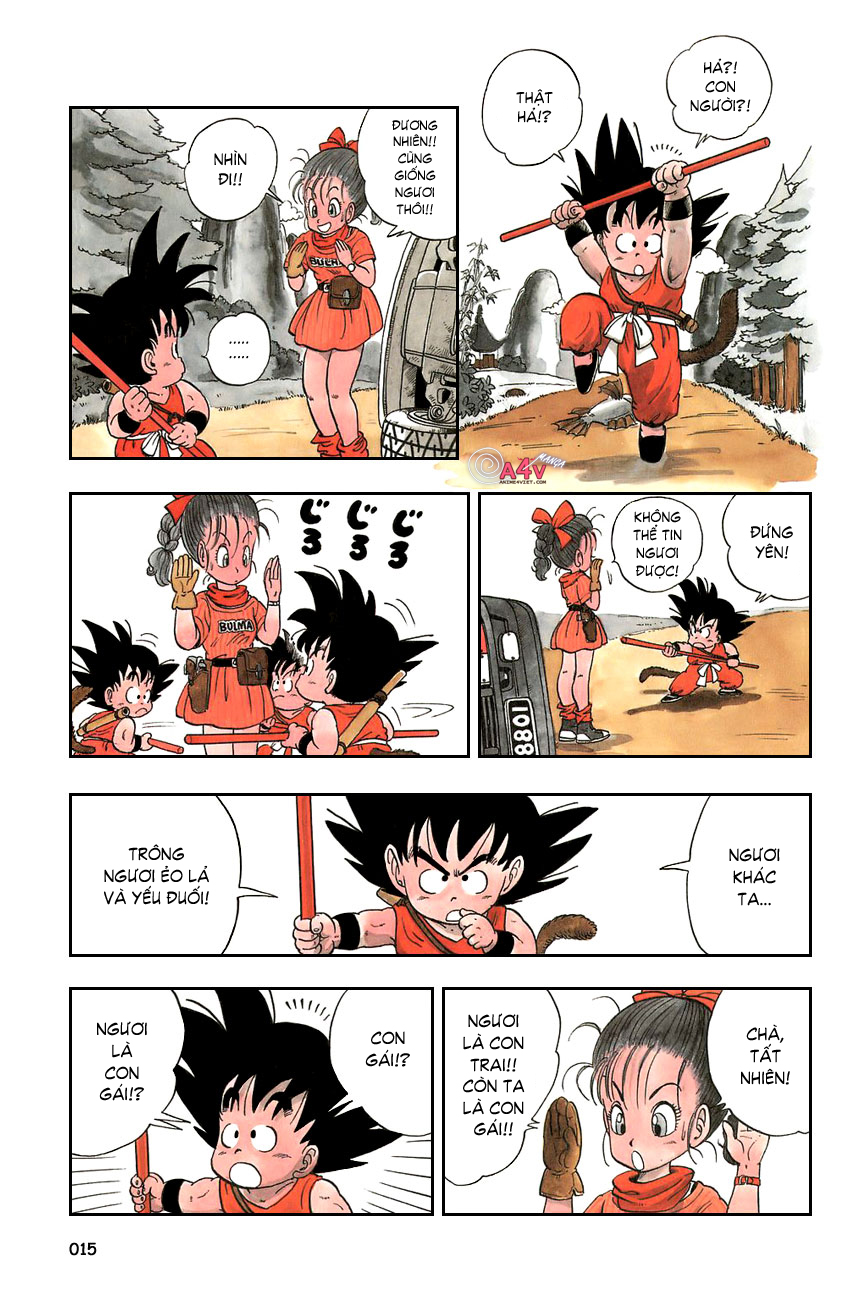 HẢ?!
CON
NGƯỜI?!
THẬT
HẢ!?
ĐƯƠNG
NHIÊN!!
CŨNG
GIỐNG
NGƯƠI
THÔI!!
NHÌN
ĐI!!
BULMA
.....
.....
A4V
MANGA
ANIME4VIET.COM
ĐỨNG
YÊN!
KHÔNG
THỂ TIN
NGƯƠI
ĐƯỢC!
8801
じろ
じろ
じろ
BULMA
NGƯƠI
KHÁC
TA...
TRÔNG
NGƯƠI ẺO LẢ
VÀ YẾU ĐUỐI!
CHÀ,
TẤT
NHIÊN!
NGƯƠI
LÀ CON
TRAI!!
CÒN TA
LÀ CON
GÁI!!
CON
GÁI!?
NGƯƠI
LÀ
CON
GÁI!?
015